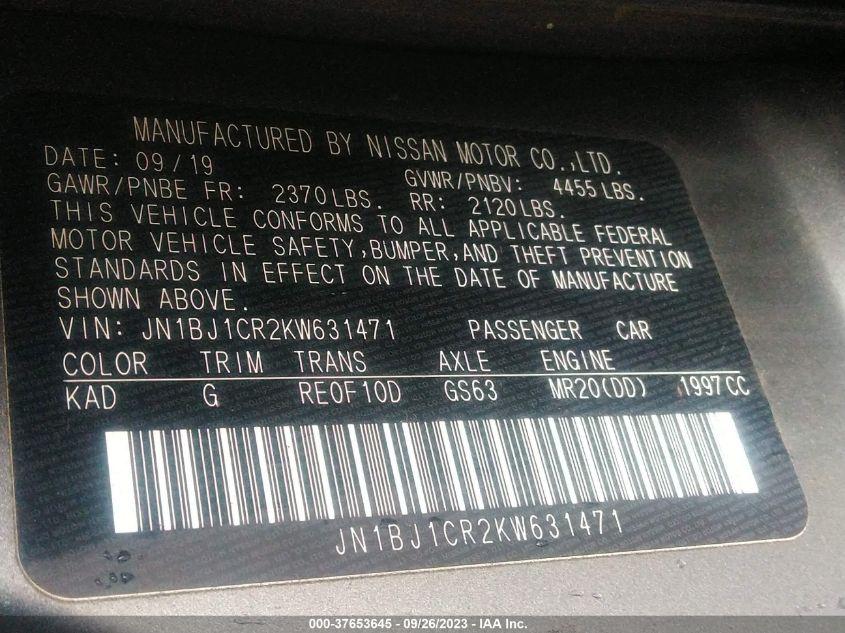 MANUFACTURED BY NISSAN MOTOR CO.,LTD.
DATE: 09/19
GAWR/PNBE FR: 2370LBS. GVWR/PNBV: 4455LBS.
RR: 2120LBS.
THIS VEHICLE CONFORMS TO ALL APPLICABLE FEDERAL
MOTOR VEHICLE SAFETY,BUMPER,AND THEFT PREVENTION
STANDARDS IN EFFECT ON THE DATE OF MANUFACTURE
SHOWN ABOVE.
VIN: JN1BJ1CR2KW631471 PASSENGER CAR
COLOR TRIM TRANS AXLE ENGINE
KAD G REOF10D GS63 MR20(DD) 1997CC
JN1BJ1CR2KW631471
000-37653645 - 09/26/2023 - IAA Inc.